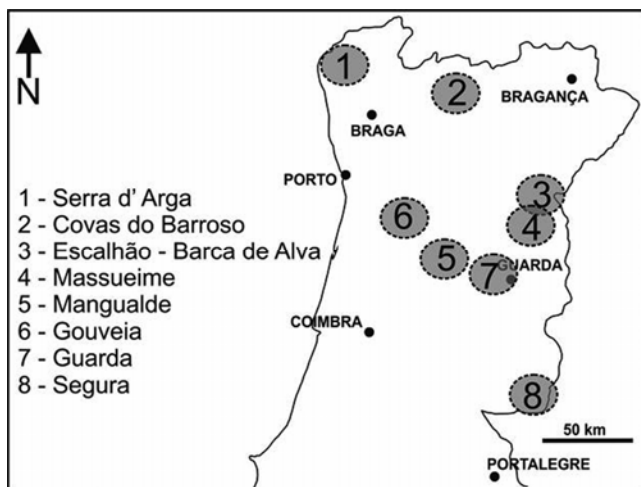 1
2
BRAGANÇA
N
BRAGA
PORTO
3
1 - Serra d' Arga
2 - Covas do Barroso
3 - Escalhão - Barca de Alva
4 - Massueime
5 - Mangualde
6 - Gouveia
7 - Guarda
8 - Segura
6
4
5
GUARDA
7
COIMBRA
8
50 km
PORTALEGRE